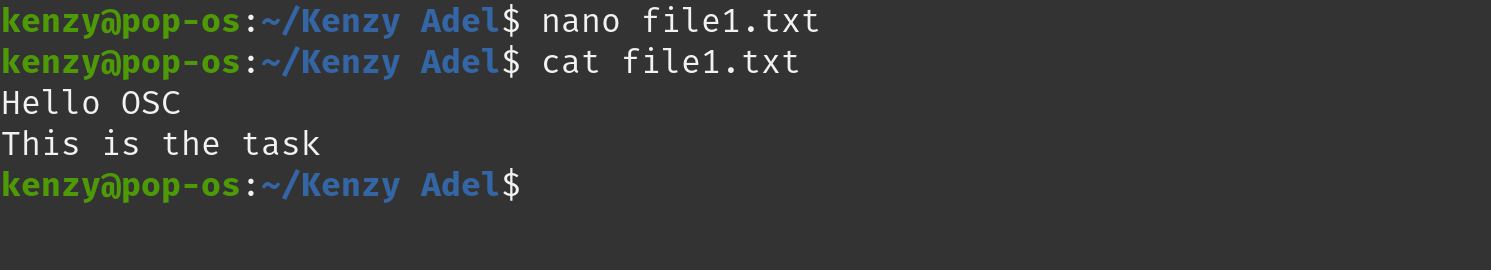 kenzy@pop-os:~/Kenzy Adel$ nano file1.txt
kenzy@pop-os:~/Kenzy Adel$ cat file1.txt
Hello OSC
This is the task
kenzy@pop-os:~/Kenzy Adel$